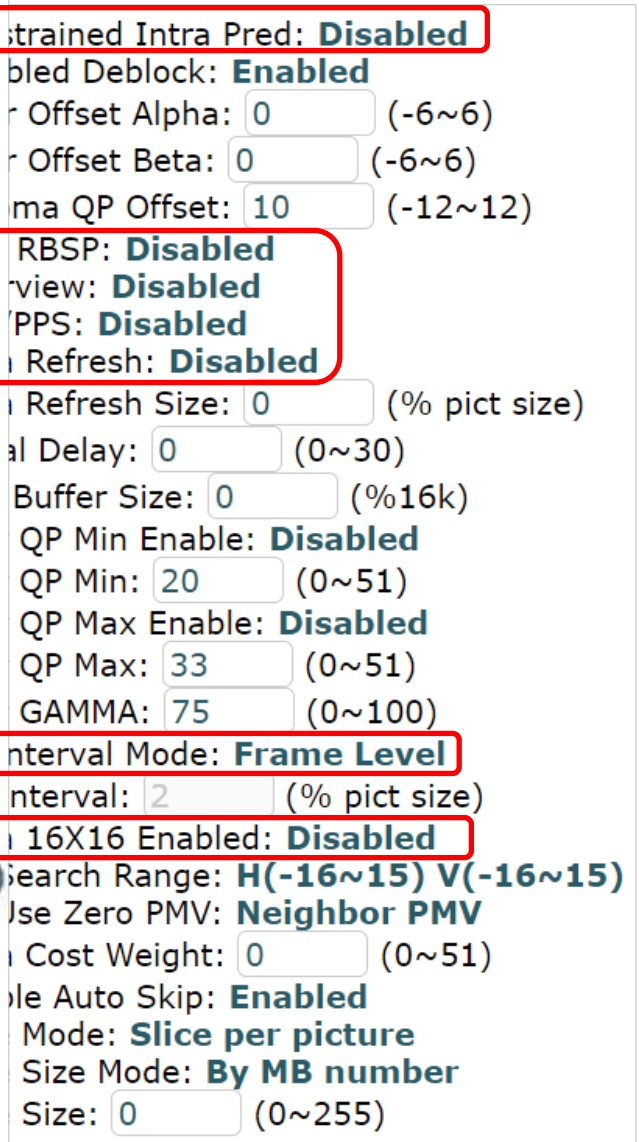 strained Intra Pred: Disabled
bled Deblock: Enabled
r Offset Alpha: 0 (-6~6)
r Offset Beta: 0 (-6~6)
ma QP Offset: 10 (-12~12)
RBSP: Disabled
rview: Disabled
/PPS: Disabled
Refresh: Disabled
Refresh Size: 0 (% pict size)
al Delay: 0 (0~30)
Buffer Size: 0 (%16k)
QP Min Enable: Disabled
QP Min: 20 (0~51)
QP Max Enable: Disabled
QP Max: 33 (0~51)
GAMMA: 75 (0~100)
nterval Mode: Frame Level
nterval: 2 (% pict size)
16X16 Enabled: Disabled
Search Range: H(-16~15) V(-16~15)
Use Zero PMV: Neighbor PMV
Cost Weight: 0 (0~51)
ble Auto Skip: Enabled
Mode: Slice per picture
Size Mode: By MB number
Size: 0 (0~255)